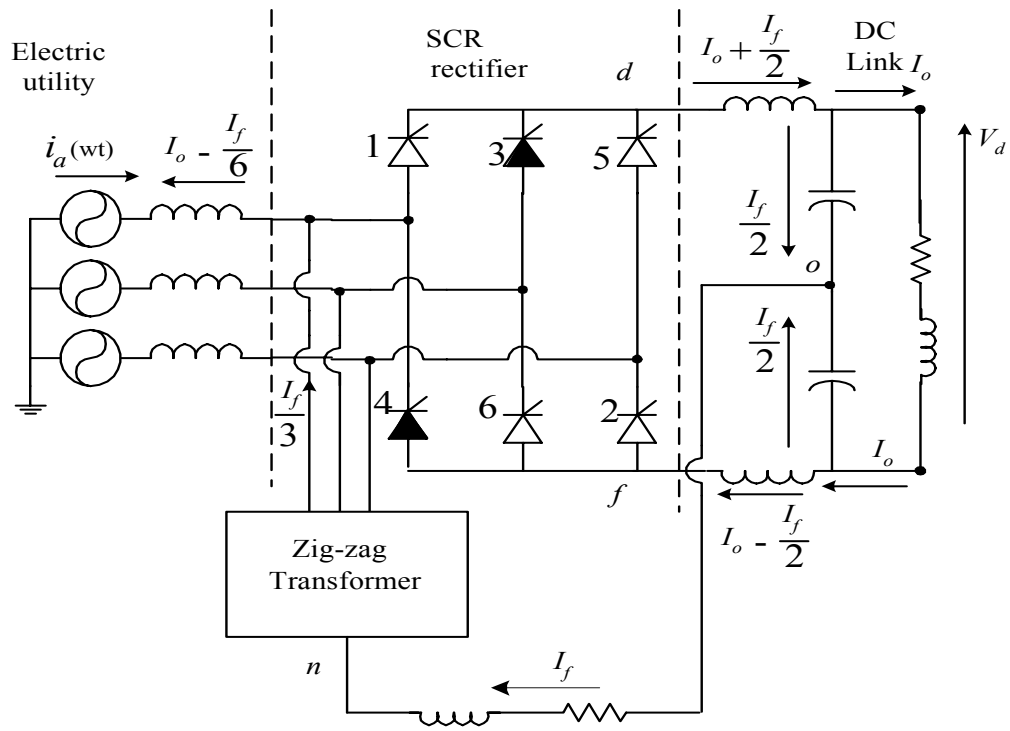 Electric
utility
SCR
rectifier
d
I_o + I_f/2
DC
Link I_o
i_a (wt)
I_o - I_f/6
1
3
5
V_d
I_f/2
o
I_f/2
I_f/3
4
6
2
I_o
f
I_o - I_f/2
Zig-zag
Transformer
n
I_f